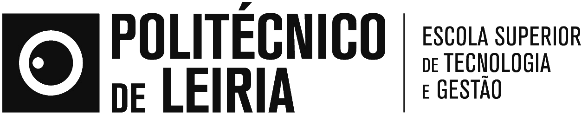 POLITÉCNICO
DE LEIRIA
ESCOLA SUPERIOR
DE TECNOLOGIA
E GESTÃO